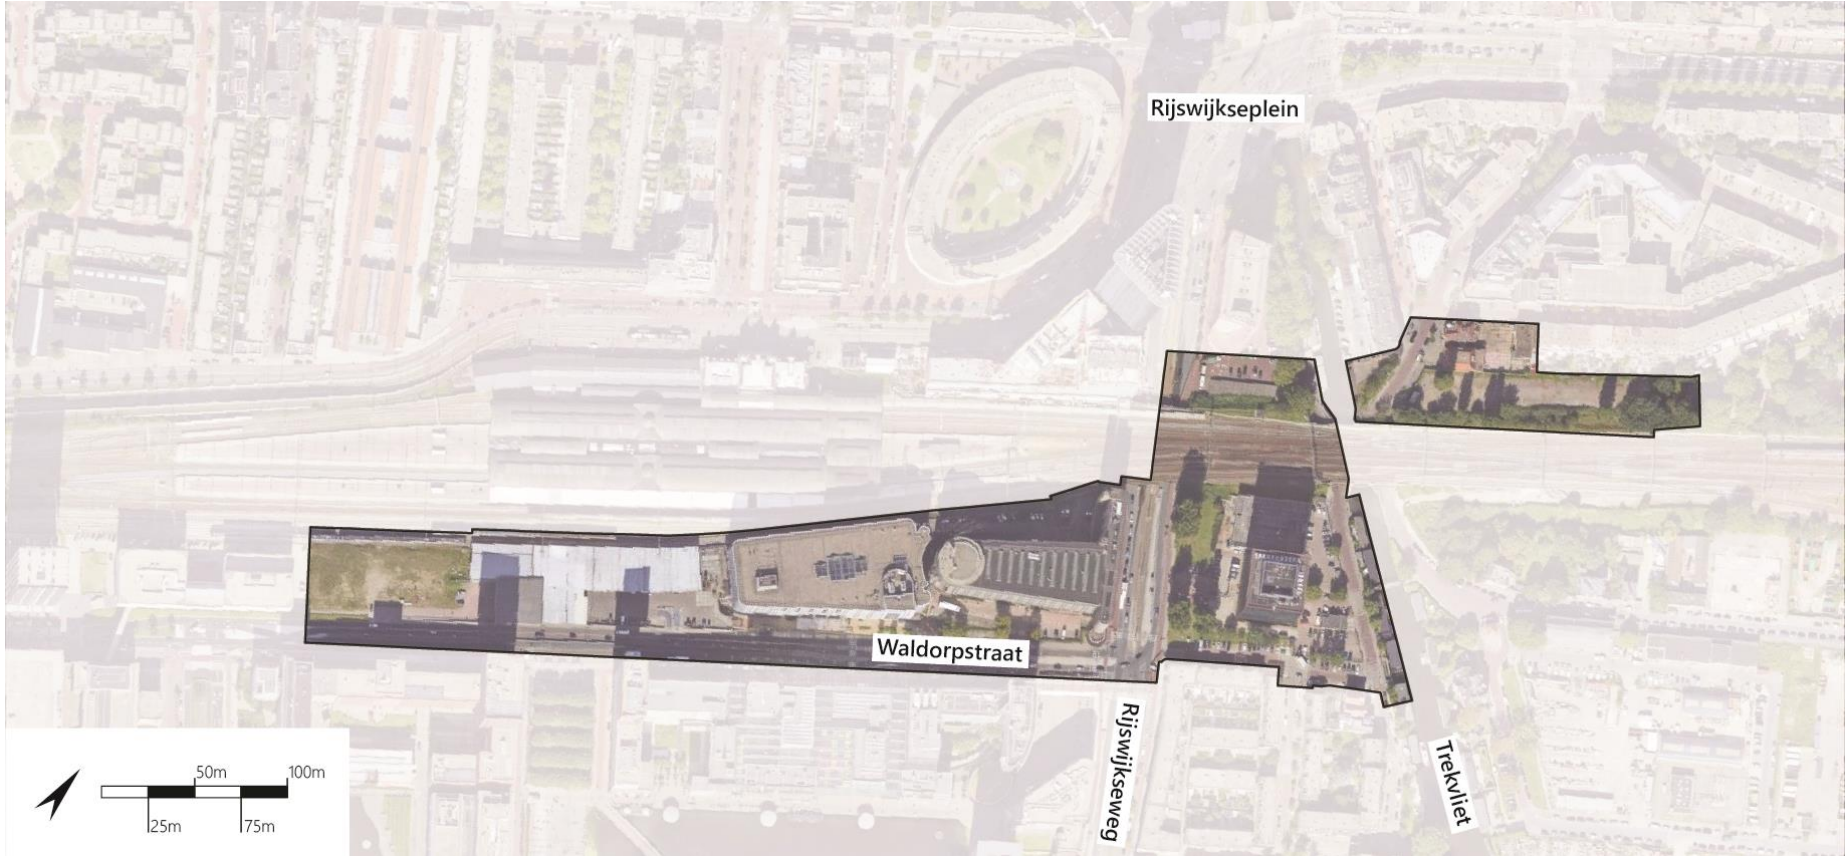 Rijswijkseplein
Waldorpstraat
Rijswijkseweg
Trekvliet
50m
100m
25m
75m